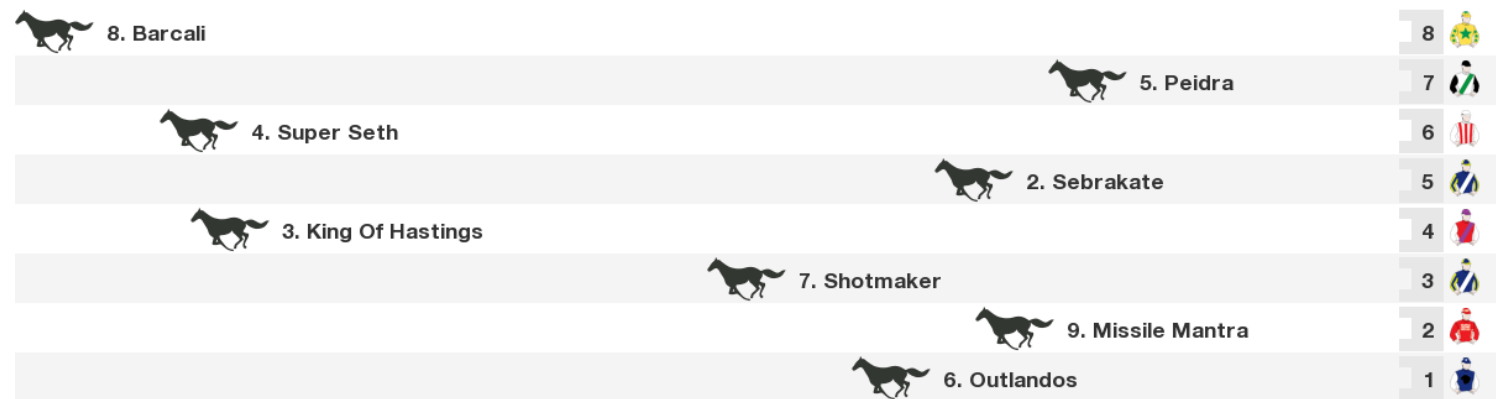 8. Barcali 8
5. Peidra 7
4. Super Seth 6
2. Sebrakate 5
3. King Of Hastings 4
7. Shotmaker 3
9. Missile Mantra 2
6. Outlandos 1